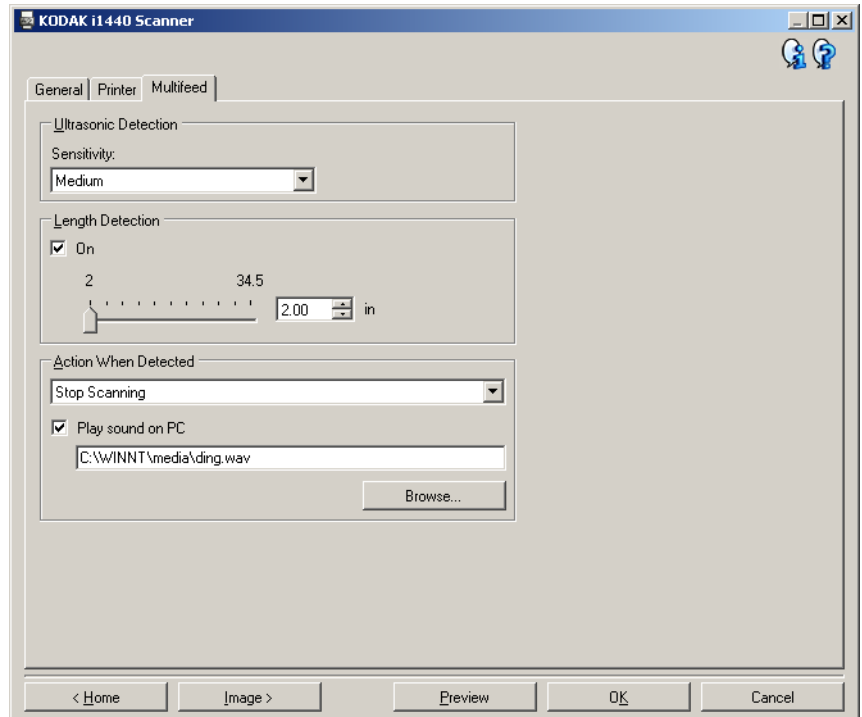 KODAK i1440 Scanner
General Printer Multifeed
Ultrasonic Detection
Sensitivity:
Medium
Length Detection
On
2 34.5
2.00 in
Action When Detected
Stop Scanning
Play sound on PC
C:\WINNT\media\ding.wav
Browse...
< Home Image > Preview OK Cancel